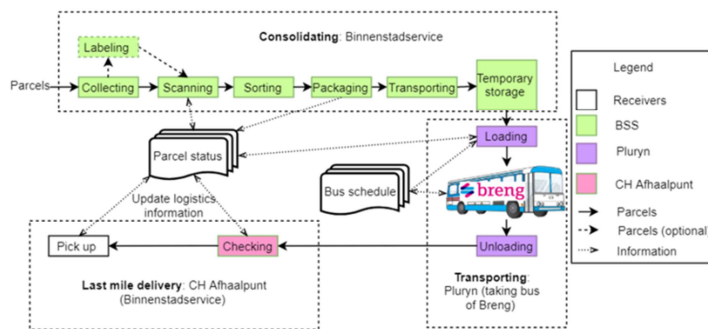 Consolidating: Binnenstadservice
Labeling
Parcels
Collecting
Scanning
Sorting
Packaging
Transporting
Temporary
storage
Parcel status
Loading
Bus schedule
breng
Update logistics
information
Pick up
Checking
Unloading
Last mile delivery: CH Afhaalpunt
(Binnenstadservice)
Transporting:
Pluryn (taking bus
of Breng)
Legend
Receivers
BSS
Pluryn
CH Afhaalpunt
Parcels
Parcels (optional)
Information